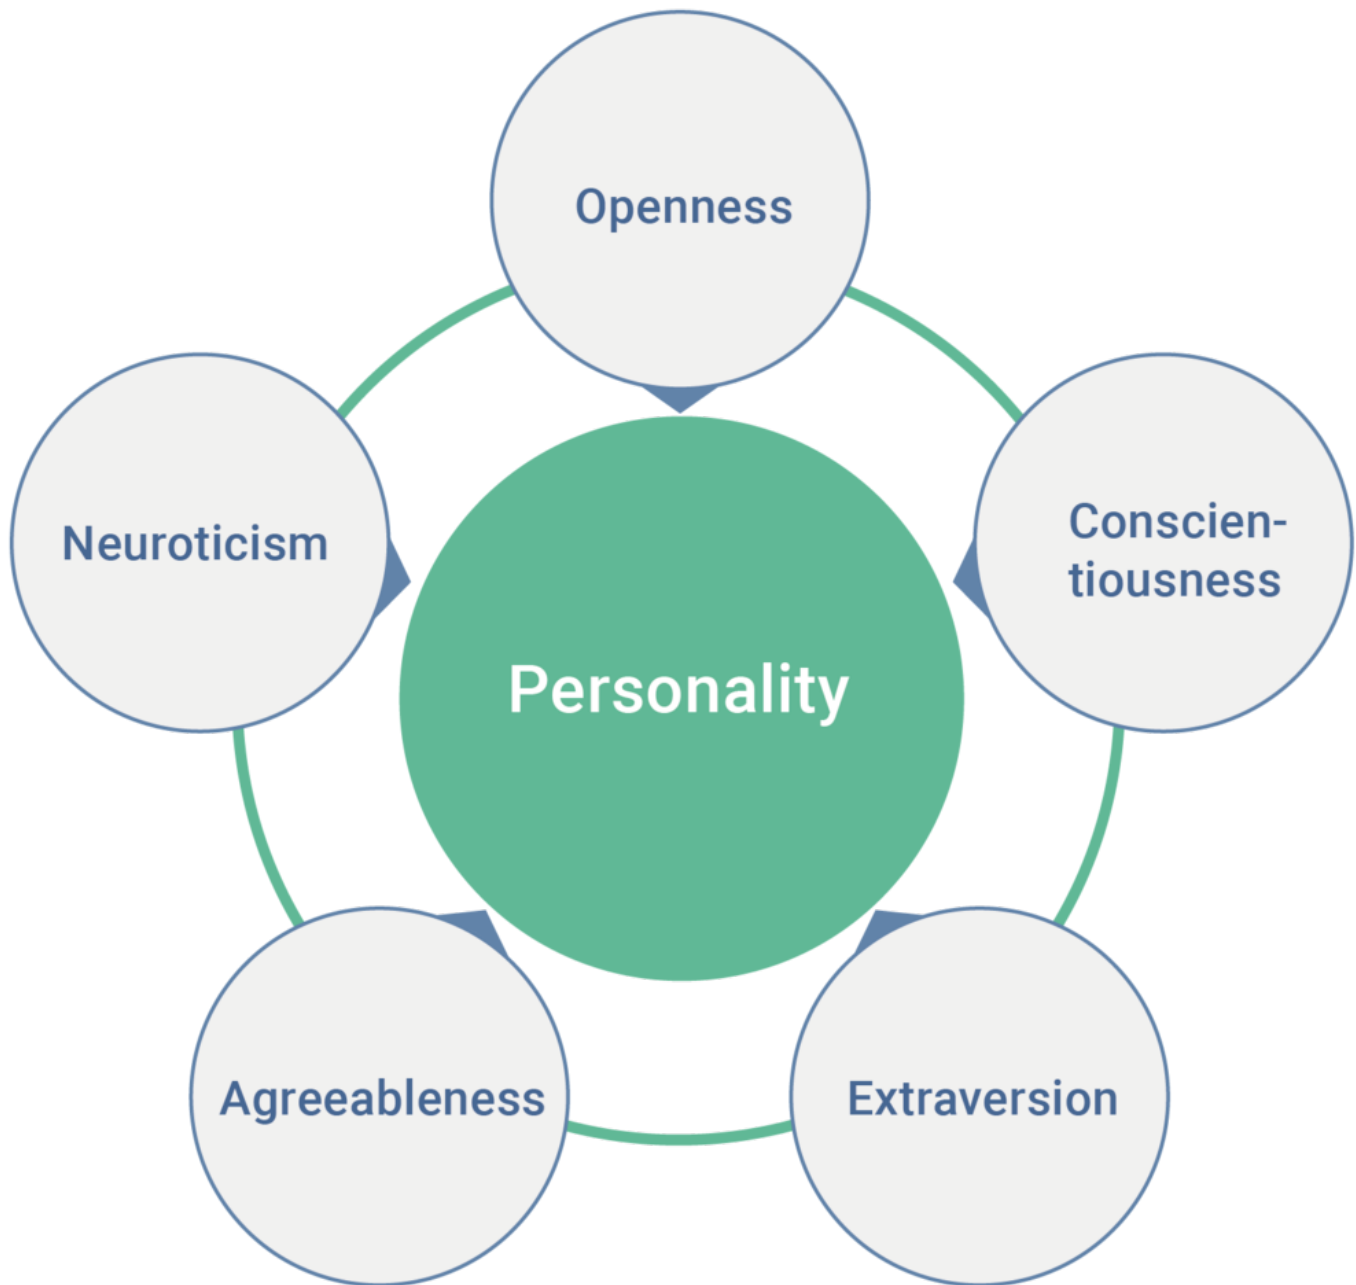 Openness
Neuroticism
Conscien-
tiousness
Personality
Agreeableness
Extraversion